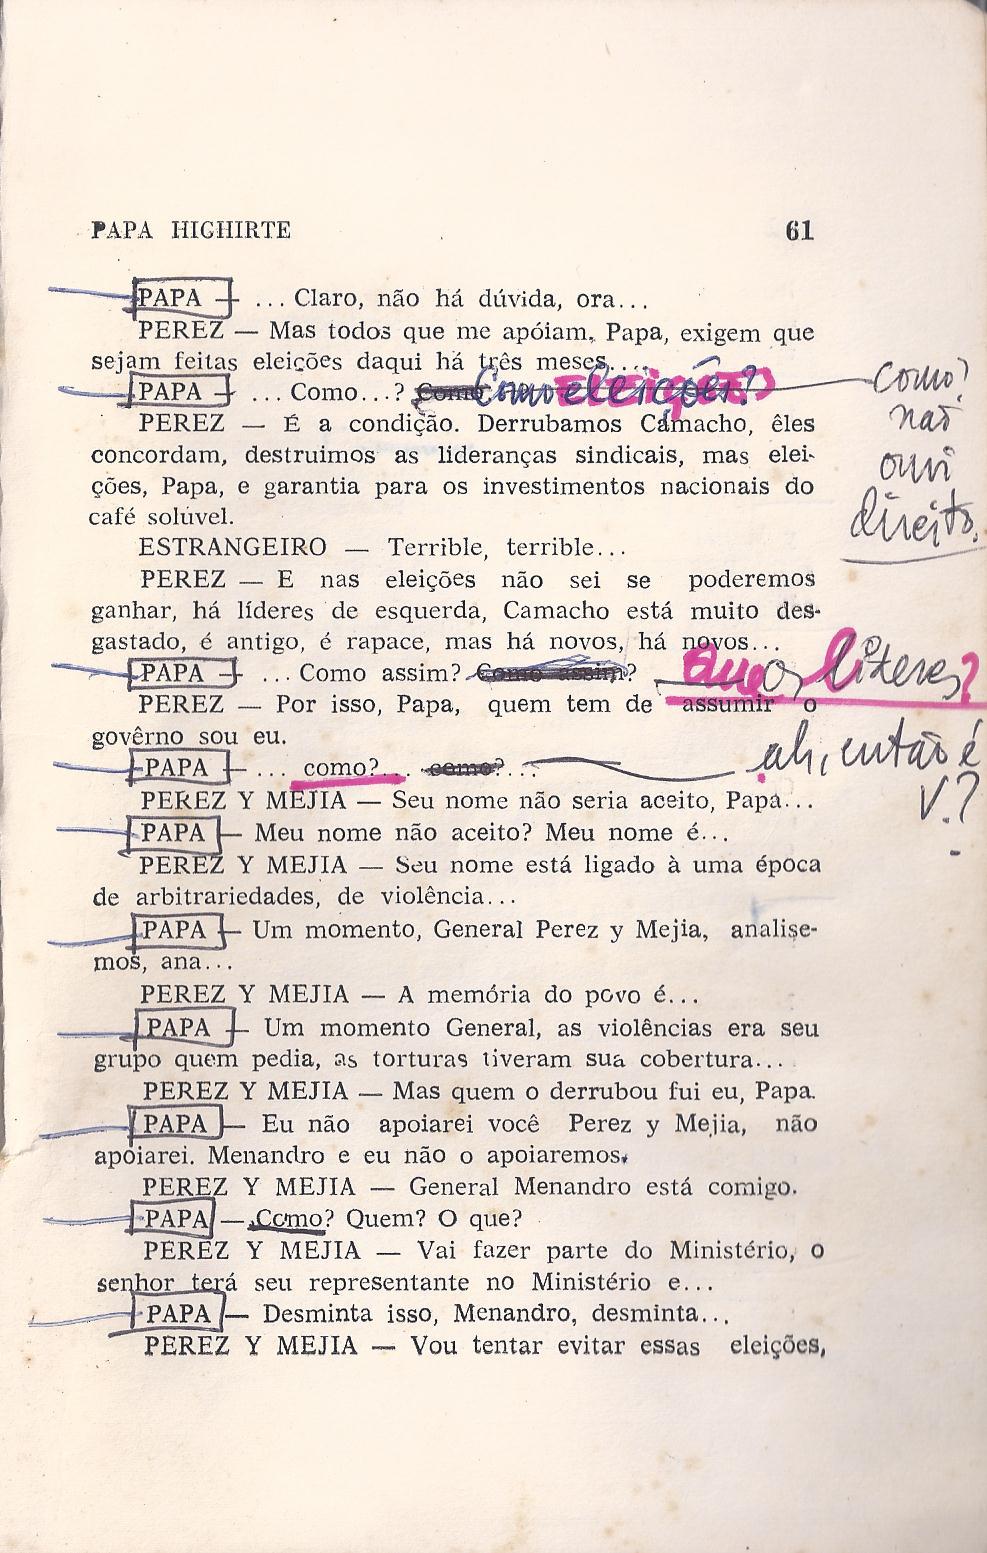 PAPA HIGHIRTE 61
PAPA — ... Claro, não há dúvida, ora...
PEREZ — Mas todos que me apóiam, Papa, exigem que
sejam feitas eleições daqui há três meses....
PAPA — ... Como...? Como Como eleições? como?
não
ouvi
direito.
PEREZ — É a condição. Derrubamos Camacho, êles
concordam, destruimos as lideranças sindicais, mas elei-
ções, Papa, e garantia para os investimentos nacionais do
café solúvel.
ESTRANGEIRO — Terrible, terrible...
PEREZ — E nas eleições não sei se poderemos
ganhar, há líderes de esquerda, Camacho está muito des-
gastado, é antigo, é rapace, mas há novos, há novos...
PAPA — ... Como assim? Como assim? Que líderes?
PEREZ — Por isso, Papa, quem tem de assumir o
govêrno sou eu.
PAPA — ... como?... como?... ah, então é
V.?
PEREZ Y MEJIA — Seu nome não seria aceito, Papa...
PAPA — Meu nome não aceito? Meu nome é...
PEREZ Y MEJIA — Seu nome está ligado à uma época
de arbitrariedades, de violência...
PAPA — Um momento, General Perez y Mejia, analise-
mos, ana...
PEREZ Y MEJIA — A memória do povo é...
PAPA — Um momento General, as violências era seu
grupo quem pedia, as torturas tiveram sua cobertura...
PEREZ Y MEJIA — Mas quem o derrubou fui eu, Papa.
PAPA — Eu não apoiarei você Perez y Mejia, não
apoiarei. Menandro e eu não o apoiaremos.
PEREZ Y MEJIA — General Menandro está comigo.
PAPA — Como? Quem? O que?
PEREZ Y MEJIA — Vai fazer parte do Ministério, o
senhor terá seu representante no Ministério e...
PAPA — Desminta isso, Menandro, desminta...
PEREZ Y MEJIA — Vou tentar evitar essas eleições,